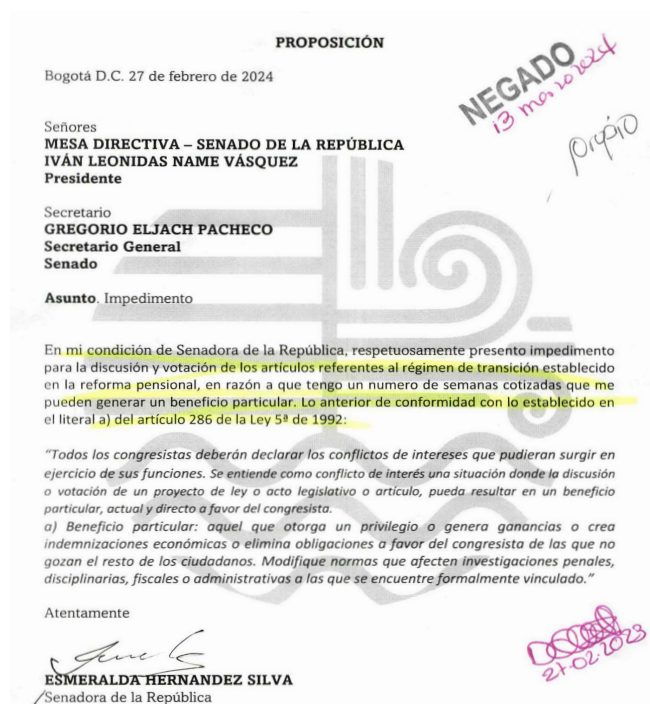 PROPOSICIÓN
NEGADO
13 marzo 2024
propio
Bogotá D.C. 27 de febrero de 2024
Señores
MESA DIRECTIVA – SENADO DE LA REPÚBLICA
IVÁN LEONIDAS NAME VÁSQUEZ
Presidente
Secretario
GREGORIO ELJACH PACHECO
Secretario General
Senado
Asunto. Impedimento
En mi condición de Senadora de la República, respetuosamente presento impedimento
para la discusión y votación de los artículos referentes al régimen de transición establecido
en la reforma pensional, en razón a que tengo un numero de semanas cotizadas que me
pueden generar un beneficio particular. Lo anterior de conformidad con lo establecido en
el literal a) del artículo 286 de la Ley 5ª de 1992:
“Todos los congresistas deberán declarar los conflictos de intereses que pudieran surgir en
ejercicio de sus funciones. Se entiende como conflicto de interés una situación donde la discusión
o votación de un proyecto de ley o acto legislativo o artículo, pueda resultar en un beneficio
particular, actual y directo a favor del congresista.
a) Beneficio particular: aquel que otorga un privilegio o genera ganancias o crea
indemnizaciones económicas o elimina obligaciones a favor del congresista de las que no
gozan el resto de los ciudadanos. Modifique normas que afecten investigaciones penales,
disciplinarias, fiscales o administrativas a las que se encuentre formalmente vinculado.”
Atentamente
27-02-2023
ESMERALDA HERNANDEZ SILVA
Senadora de la República